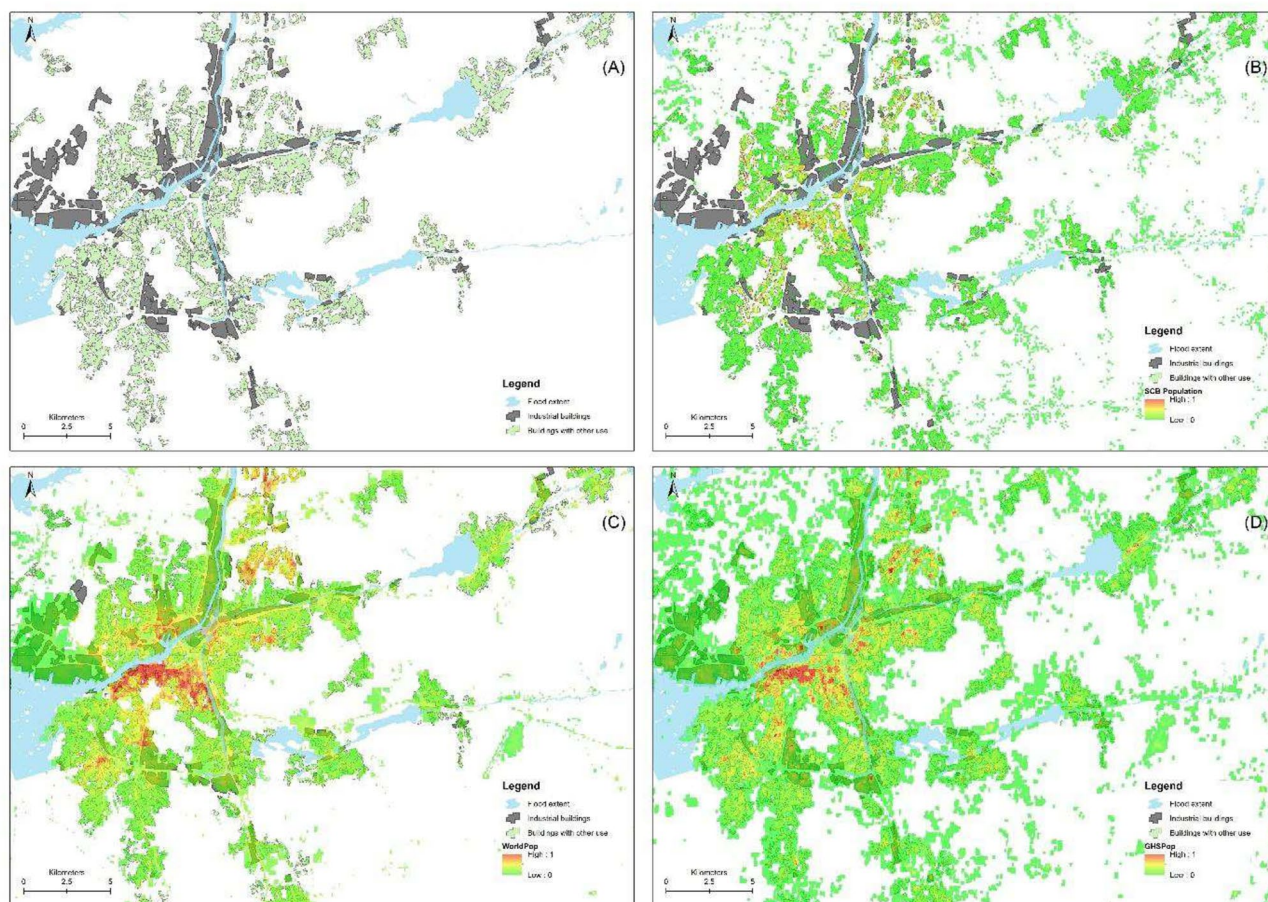 N
(A)
Legend
Flood extent
Industrial buildings
Buildings with other use
Kilometers
0 2.5 5
N
(B)
Legend
Flood extent
Industrial buildings
Buildings with other use
SCB Population
High : 1
Low : 0
Kilometers
0 2.5 5
N
(C)
Legend
Flood extent
Industrial buildings
Buildings with other use
WorldPop
High : 1
Low : 0
Kilometers
0 2.5 5
N
(D)
Legend
Flood extent
Industrial buildings
Buildings with other use
GHSPop
High : 1
Low : 0
Kilometers
0 2.5 5